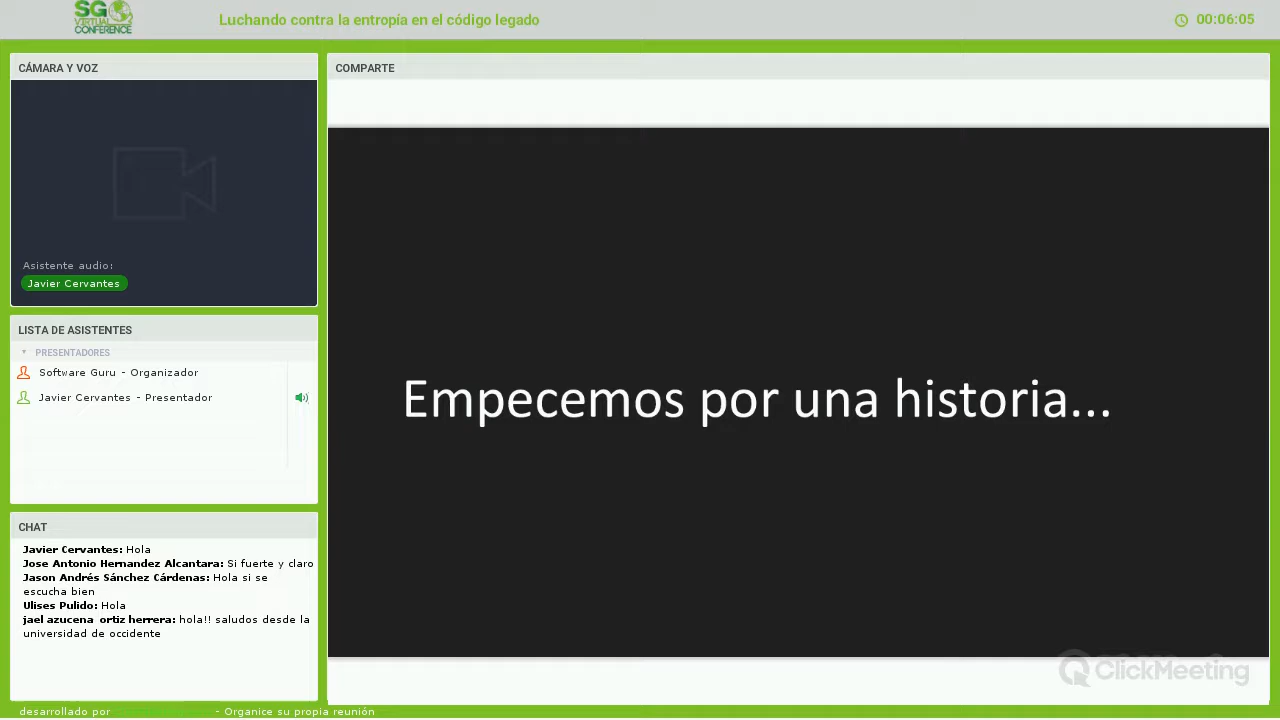 SG
VIRTUAL
CONFERENCE
Luchando contra la entropía en el código legado
00:06:05
CÁMARA Y VOZ
Asistente audio:
Javier Cervantes
LISTA DE ASISTENTES
PRESENTADORES
Software Guru - Organizador
Javier Cervantes - Presentador
CHAT
Javier Cervantes: Hola
Jose Antonio Hernandez Alcantara: Si fuerte y claro
Jason Andrés Sánchez Cárdenas: Hola si se
escucha bien
Ulises Pulido: Hola
jael azucena ortiz herrera: hola!! saludos desde la
universidad de occidente
COMPARTE
Empecemos por una historia...
ClickMeeting
desarrollado por
- Organice su propia reunión